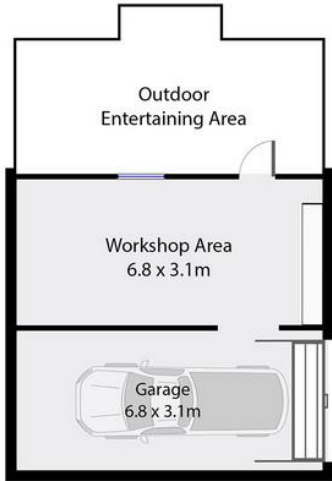 Outdoor
Entertaining Area
Workshop Area
6.8 x 3.1m
Garage
6.8 x 3.1m